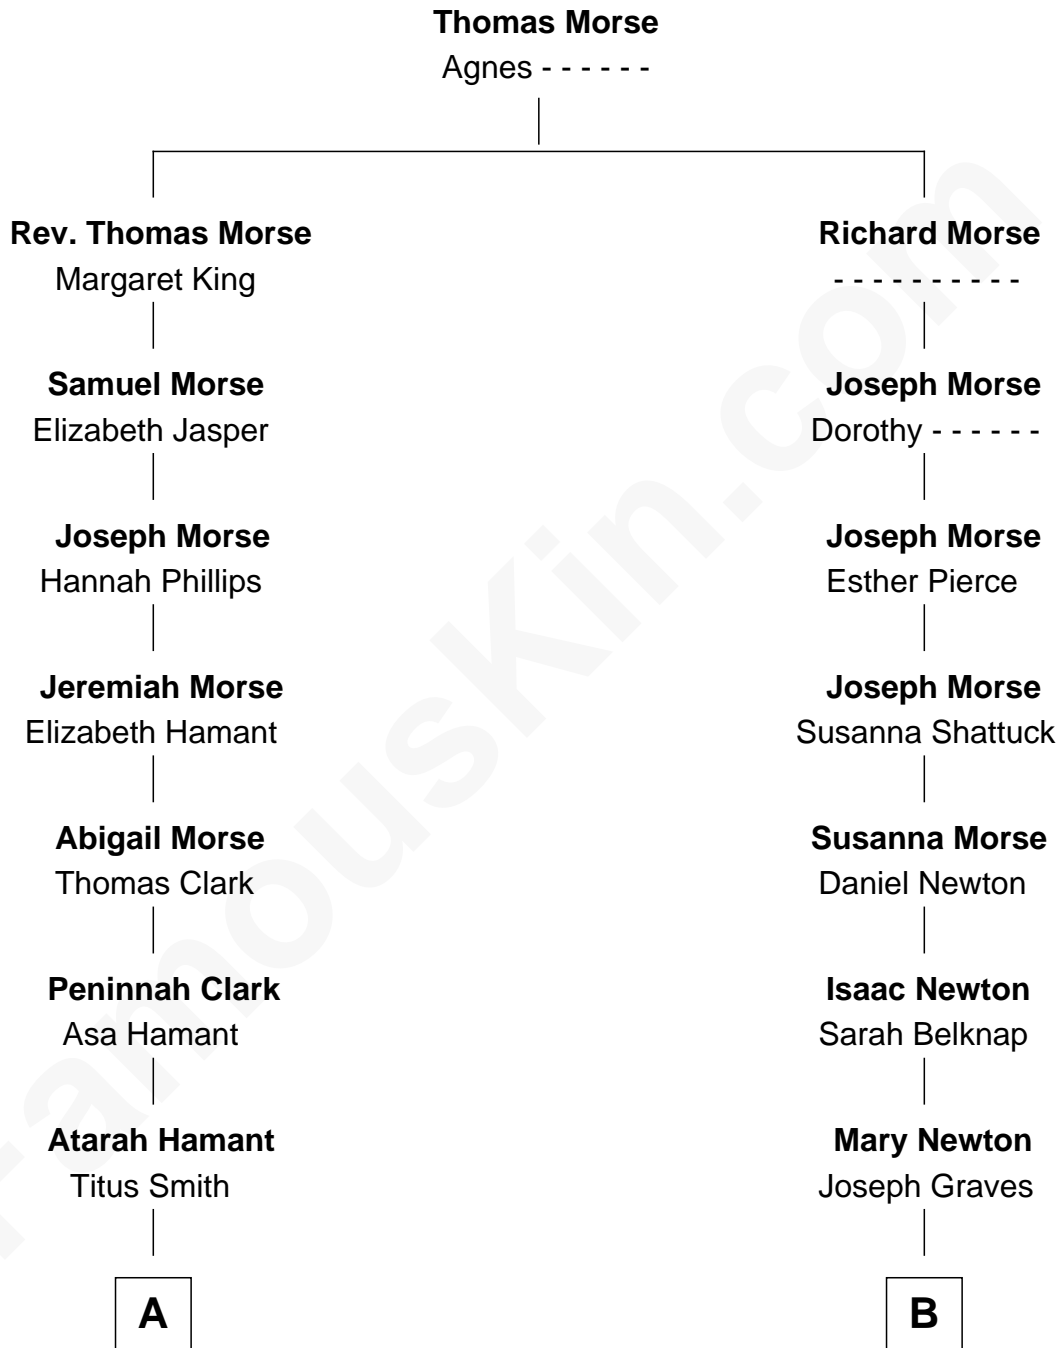 Thomas Morse
Agnes - - - - - -
Rev. Thomas Morse
Margaret King
Richard Morse
- - - - - - - - - -
Samuel Morse
Elizabeth Jasper
Joseph Morse
Dorothy - - - - - -
Joseph Morse
Hannah Phillips
Joseph Morse
Esther Pierce
Jeremiah Morse
Elizabeth Hamant
Joseph Morse
Susanna Shattuck
Abigail Morse
Thomas Clark
Susanna Morse
Daniel Newton
Peninnah Clark
Asa Hamant
Isaac Newton
Sarah Belknap
Atarah Hamant
Titus Smith
Mary Newton
Joseph Graves
A
B
FamousKin.com